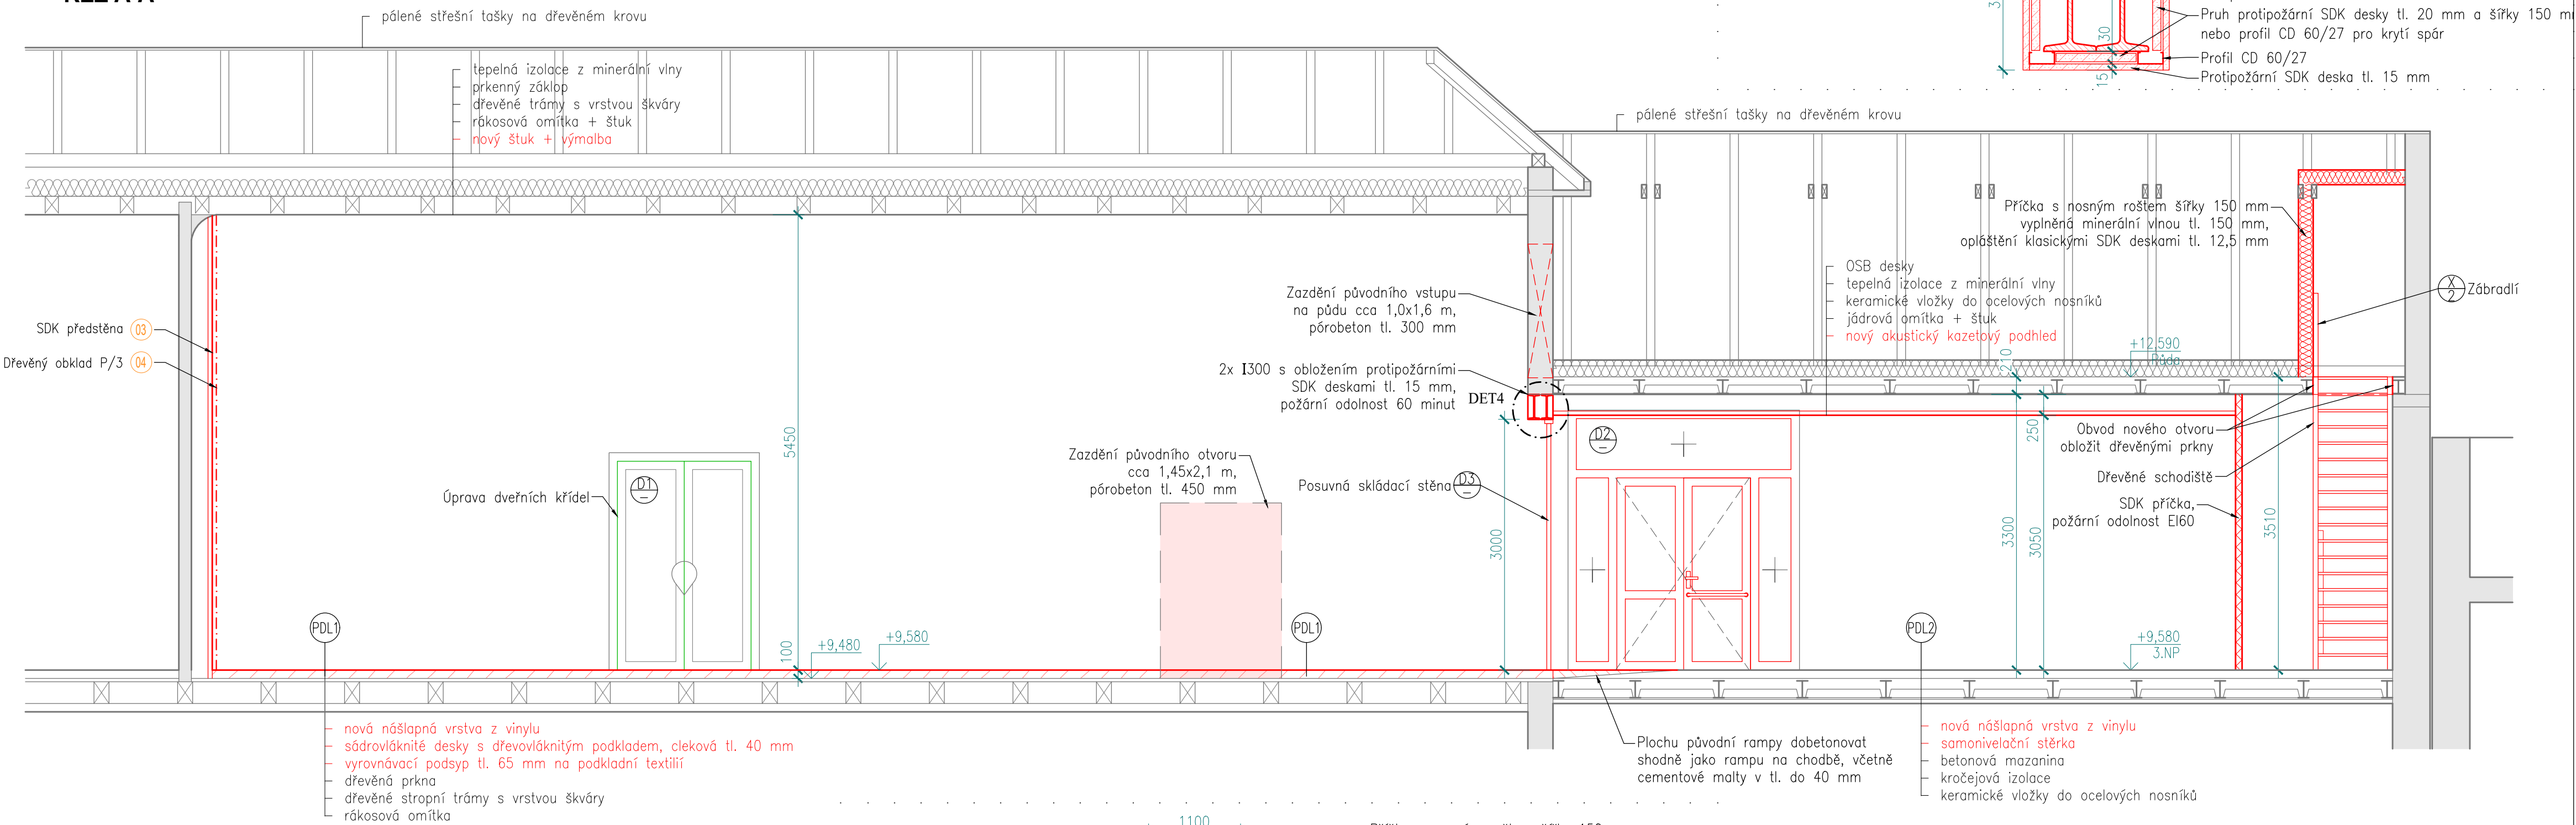 pálené střešní tašky na dřevěném krovu
tepelná izolace z minerální vlny
prkenný záklop
dřevěné trámy s vrstvou škváry
rákosová omítka + štuk
nový štuk + výmalba
Pruh protipožární SDK desky tl. 20 mm a šířky 150
nebo profil CD 60/27 pro krytí spár
Profil CD 60/27
Protipožární SDK deska tl. 15 mm
30
15
pálené střešní tašky na dřevěném krovu
Příčka s nosným roštem šířky 150 mm
vyplněná minerální vlnou tl. 150 mm,
opláštění klasickými SDK deskami tl. 12,5 mm
OSB desky
tepelná izolace z minerální vlny
keramické vložky do ocelových nosníků
jádrová omítka + štuk
nový akustický kazetový podhled
X
2
Zábradlí
Zazdění původního vstupu
na půdu cca 1,0x1,6 m,
pórobeton tl. 300 mm
SDK předstěna 03
Dřevěný obklad P/3 04
+12,590
Půda
210
2x I300 s obložením protipožárními
SDK deskami tl. 15 mm,
požární odolnost 60 minut
DET4
5450
Zazdění původního otvoru
cca 1,45x2,1 m,
pórobeton tl. 450 mm
Úprava dveřních křídel
D1
Posuvná skládací stěna
D3
D2
250
3000
3300
3050
3510
Obvod nového otvoru
obložit dřevěnými prkny
Dřevěné schodiště
SDK příčka,
požární odolnost EI60
PDL1
100
+9,480
+9,580
PDL1
PDL2
+9,580
3.NP
nová nášlapná vrstva z vinylu
sádrovláknité desky s dřevovláknitým podkladem, cleková tl. 40 mm
vyrovnávací podsyp tl. 65 mm na podkladní textilií
dřevěná prkna
dřevěné stropní trámy s vrstvou škváry
rákosová omítka
Plochu původní rampy dobetonovat
shodně jako rampu na chodbě, včetně
cementové malty v tl. do 40 mm
nová nášlapná vrstva z vinylu
samonivelační stěrka
betonová mazanina
kročejová izolace
keramické vložky do ocelových nosníků
1100